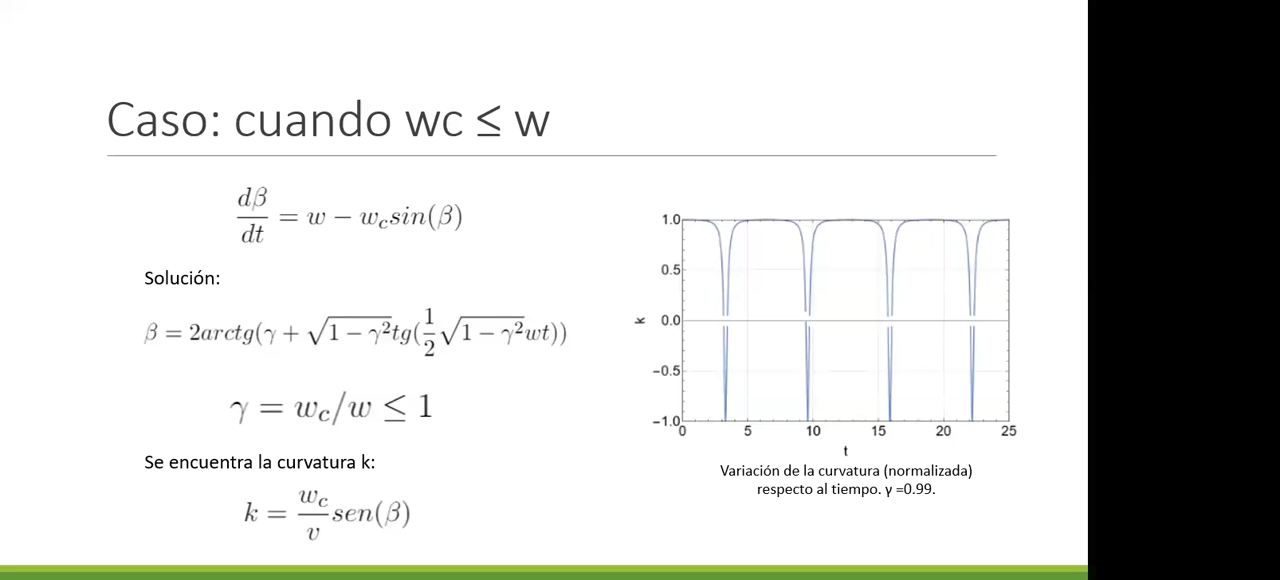 Caso: cuando wc ≤ w
dβ/dt = w − w_c sin(β)
Solución:
β = 2arctg(γ + √(1 − γ²)tg(1/2 √(1 − γ²)wt))
γ = w_c/w ≤ 1
Se encuentra la curvatura k:
k = w_c/v sen(β)
1.0
0.5
0.0
−0.5
−1.0
k
0 5 10 15 20 25
t
Variación de la curvatura (normalizada)
respecto al tiempo. γ =0.99.